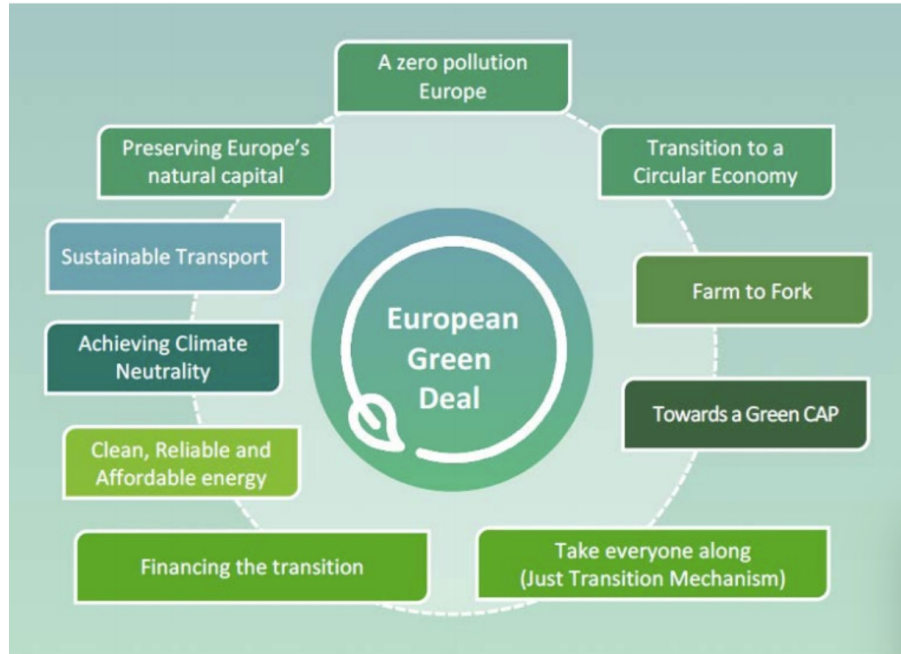 A zero pollution
Europe
Preserving Europe's
natural capital
Transition to a
Circular Economy
Sustainable Transport
Farm to Fork
European
Green
Deal
Achieving Climate
Neutrality
Towards a Green CAP
Clean, Reliable and
Affordable energy
Financing the transition
Take everyone along
(Just Transition Mechanism)